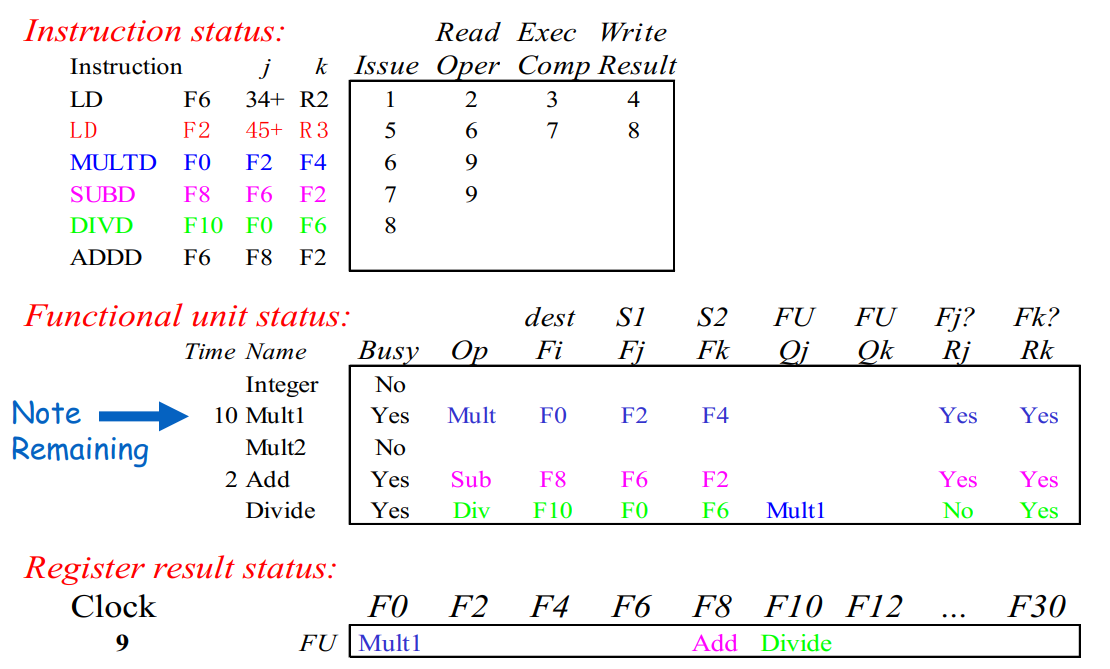 Instruction status: Read Exec Write
Instruction j k Issue Oper Comp Result
LD F6 34+ R2 1 2 3 4
LD F2 45+ R3 5 6 7 8
MULTD F0 F2 F4 6 9
SUBD F8 F6 F2 7 9
DIVD F10 F0 F6 8
ADDD F6 F8 F2
Functional unit status: dest S1 S2 FU FU Fj? Fk?
Time Name Busy Op Fi Fj Fk Qj Qk Rj Rk
Integer No
Note
Remaining
10 Mult1 Yes Mult F0 F2 F4 Yes Yes
Mult2 No
2 Add Yes Sub F8 F6 F2 Yes Yes
Divide Yes Div F10 F0 F6 Mult1 No Yes
Register result status:
Clock F0 F2 F4 F6 F8 F10 F12 ... F30
9 FU Mult1 Add Divide